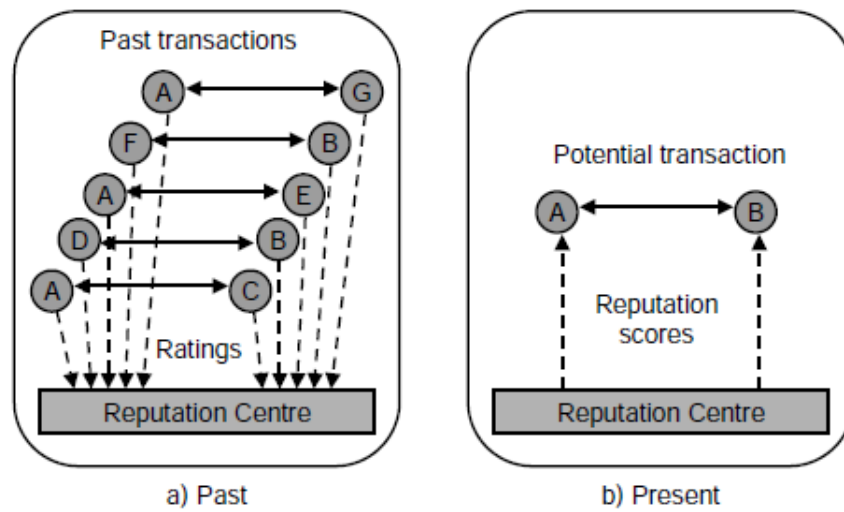 Past transactions
A G
F B
A E
D B
A C
Ratings
Reputation Centre
a) Past
Potential transaction
A B
Reputation
scores
Reputation Centre
b) Present